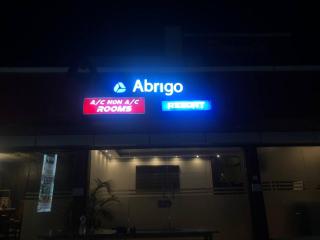 Abrigo
A/C NON A/C
ROOMS
RESORT